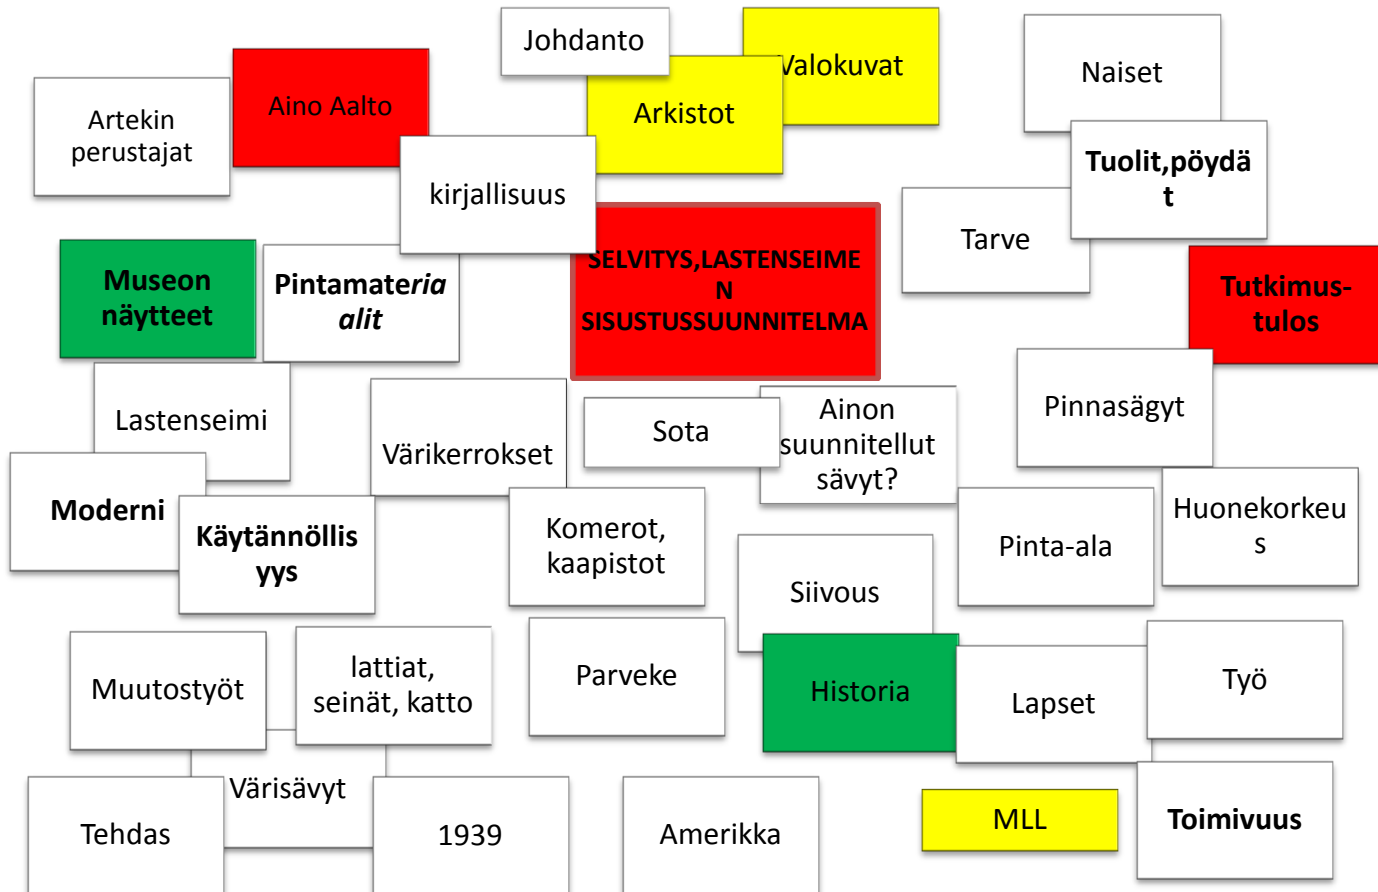 Johdanto
Valokuvat
Arkistot
Naiset
Artekin
perustajat
Aino Aalto
kirjallisuus
Tuolit,pöydä
t
Tarve
Museon
näytteet
Pintamateria
alit
SELVITYS,LASTENSEIME
N
SISUSTUSSUUNNITELMA
Tutkimus-
tulos
Lastenseimi
Värikerrokset
Sota
Ainon
suunnitellut
sävyt?
Pinnasägyt
Moderni
Käytännöllis
yys
Komerot,
kaapistot
Siivous
Pinta-ala
Huonekorkeu
s
Muutostyöt
lattiat,
seinät, katto
Parveke
Historia
Lapset
Työ
Tehdas
Värisävyt
1939
Amerikka
MLL
Toimivuus